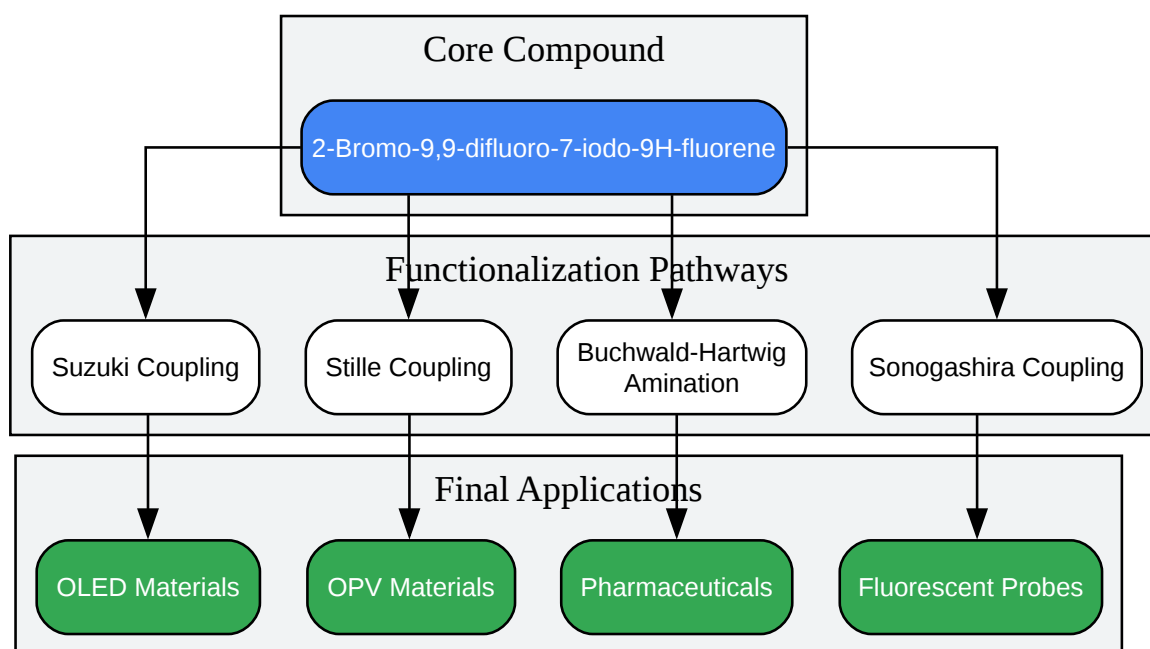 Core Compound
2-Bromo-9,9-difluoro-7-iodo-9H-fluorene
Functionalization Pathways
Suzuki Coupling
Stille Coupling
Buchwald-Hartwig
Amination
Sonogashira Coupling
Final Applications
OLED Materials
OPV Materials
Pharmaceuticals
Fluorescent Probes